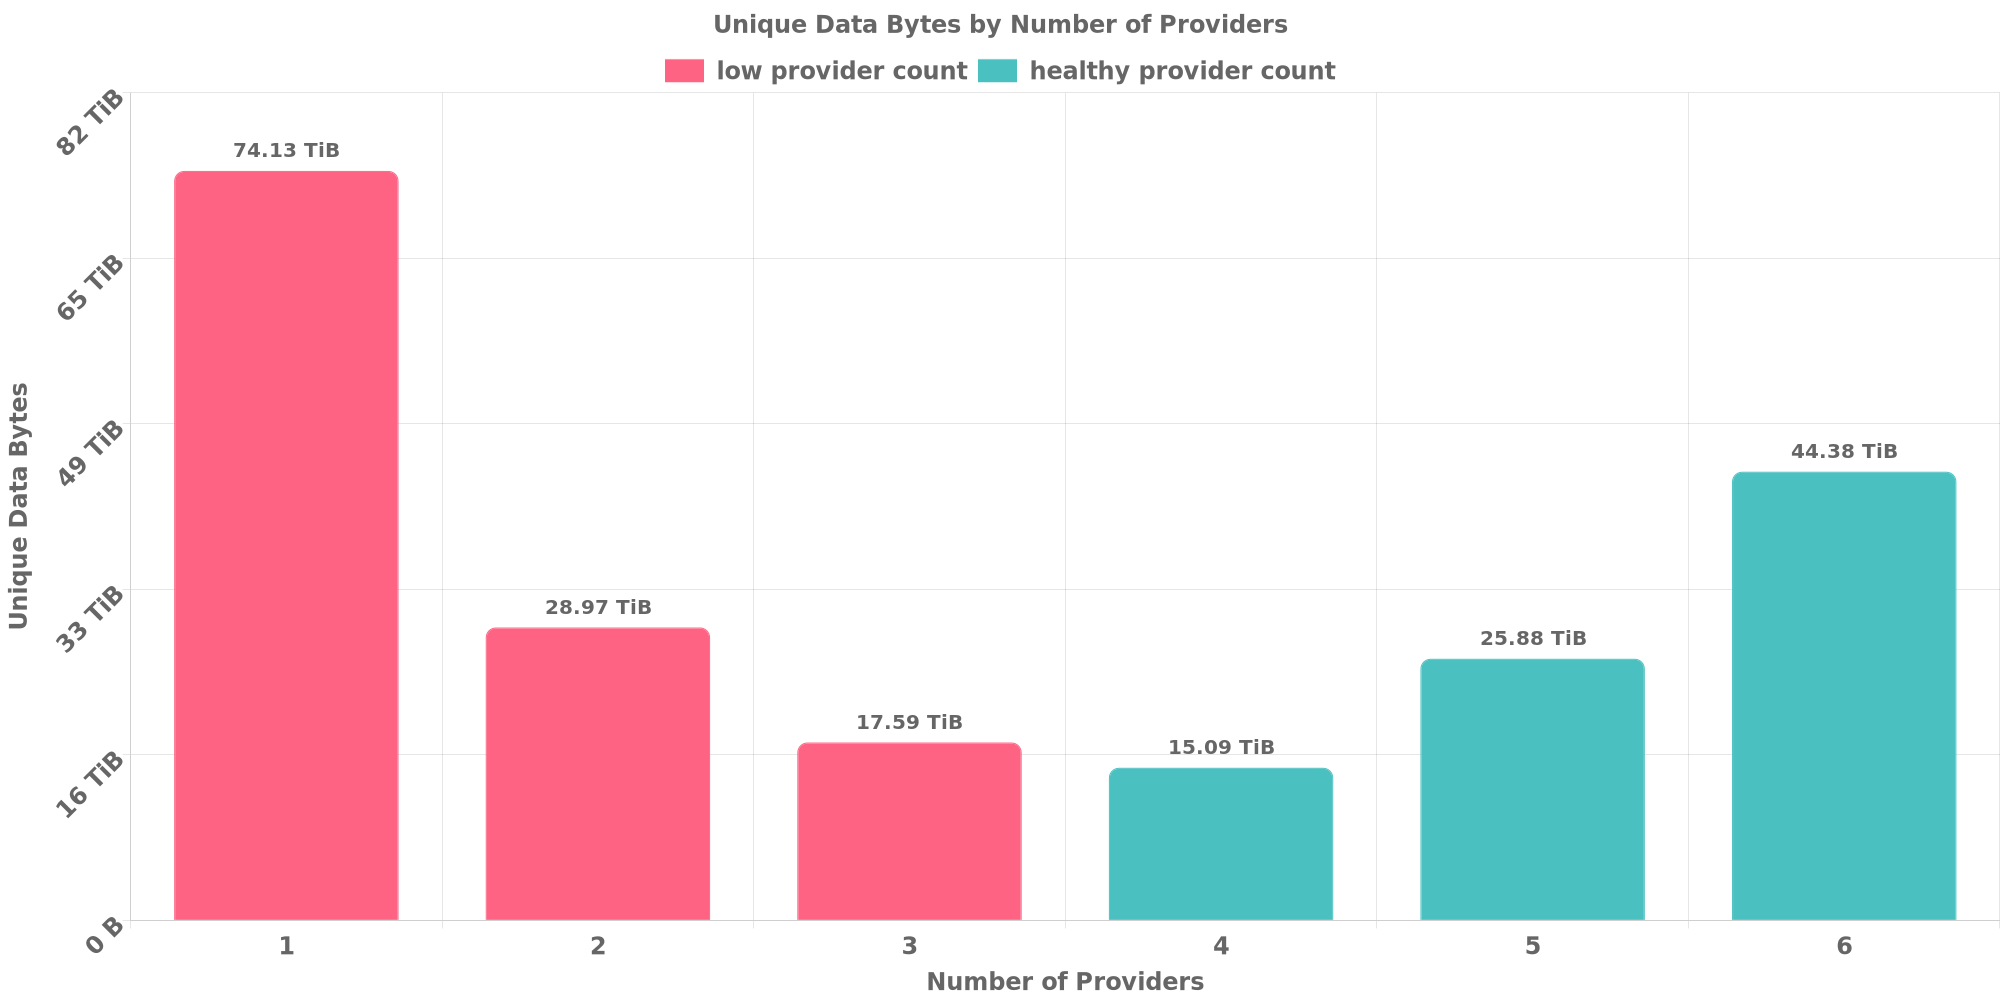 Unique Data Bytes by Number of Providers
low provider count
healthy provider count
82 TiB
65 TiB
49 TiB
33 TiB
16 TiB
0 B
Unique Data Bytes
74.13 TiB
28.97 TiB
17.59 TiB
15.09 TiB
25.88 TiB
44.38 TiB
1
2
3
4
5
6
Number of Providers